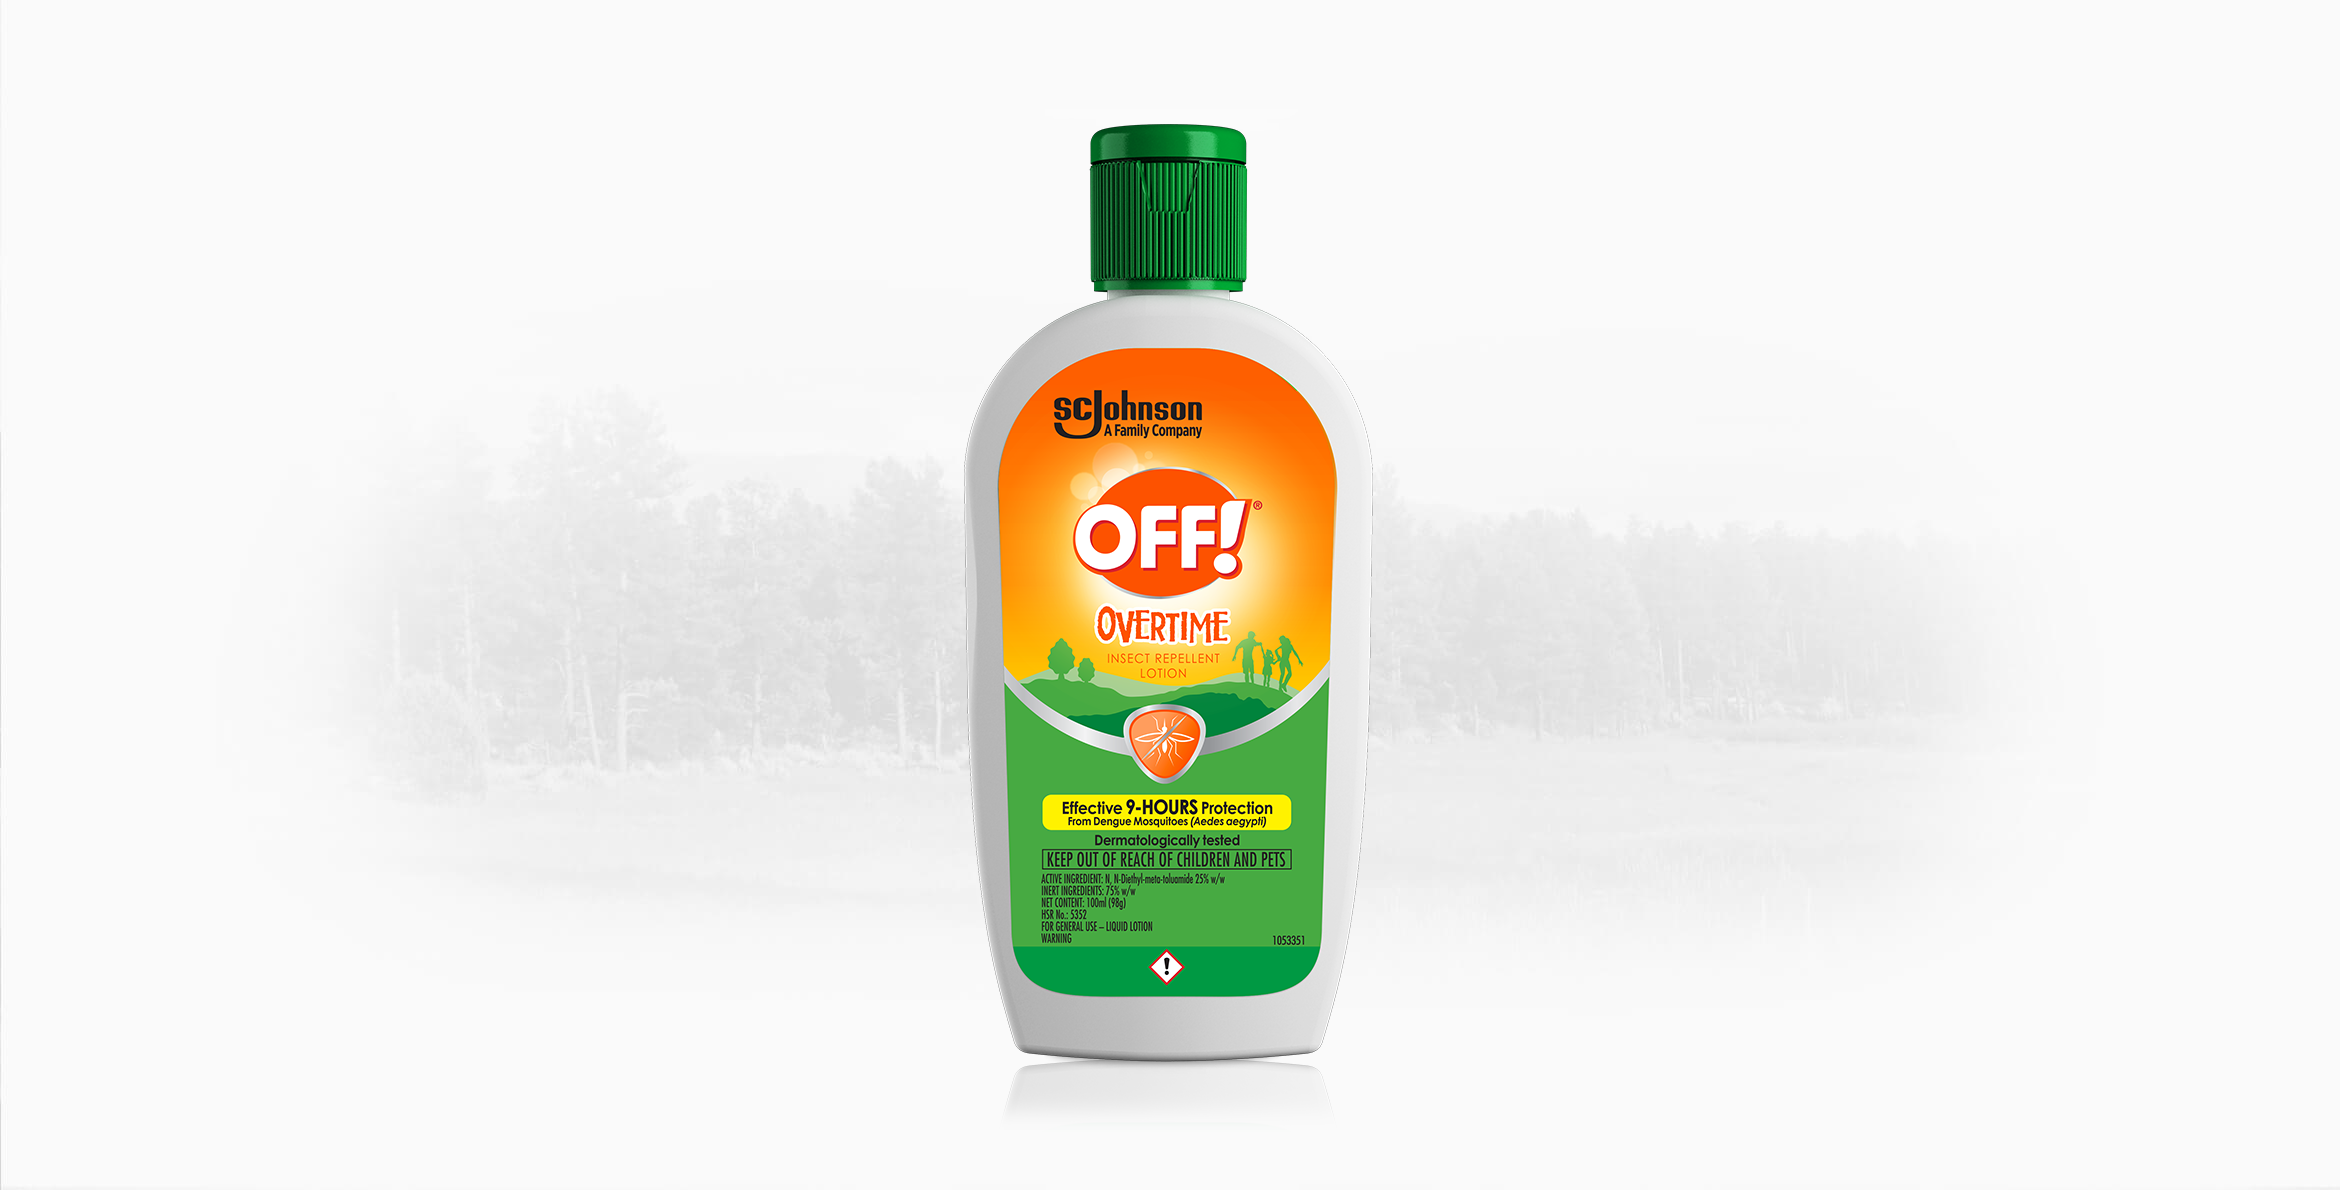 scJohnson
A Family Company
OFF!®
OVERTIME
INSECT REPELLENT
LOTION
Effective 9-HOURS Protection
From Dengue Mosquitoes (Aedes aegypti)
Dermatologically tested
KEEP OUT OF REACH OF CHILDREN AND PETS
ACTIVE INGREDIENT: N, N-Diethyl-meta-toluamide 25% w/w
INERT INGREDIENTS: 75% w/w
NET CONTENT: 100ml (98g)
HSR No.: 5352
FOR GENERAL USE – LIQUID LOTION
WARNING
1053351